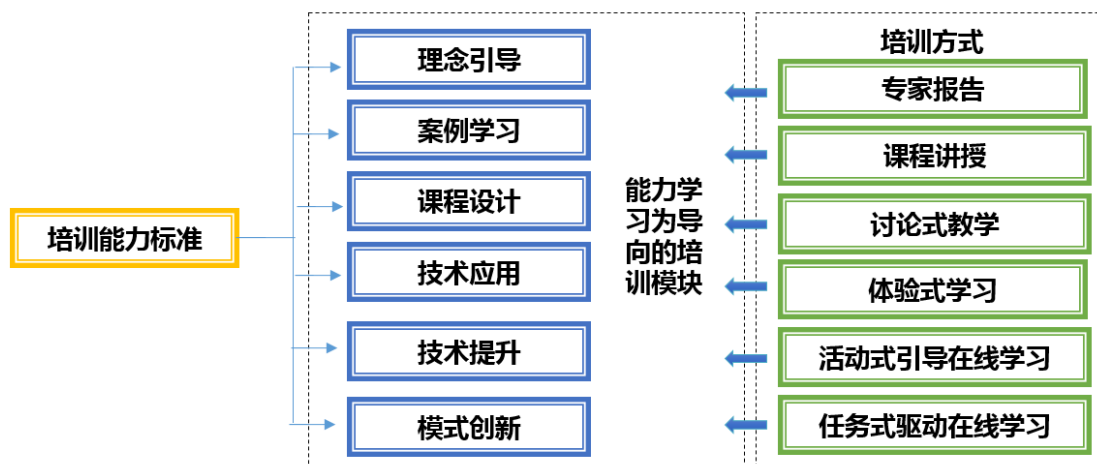 培训能力标准
理念引导
案例学习
课程设计
技术应用
技术提升
模式创新
能力学
习为导
向的培
训模块
培训方式
专家报告
课程讲授
讨论式教学
体验式学习
活动式引导在线学习
任务式驱动在线学习